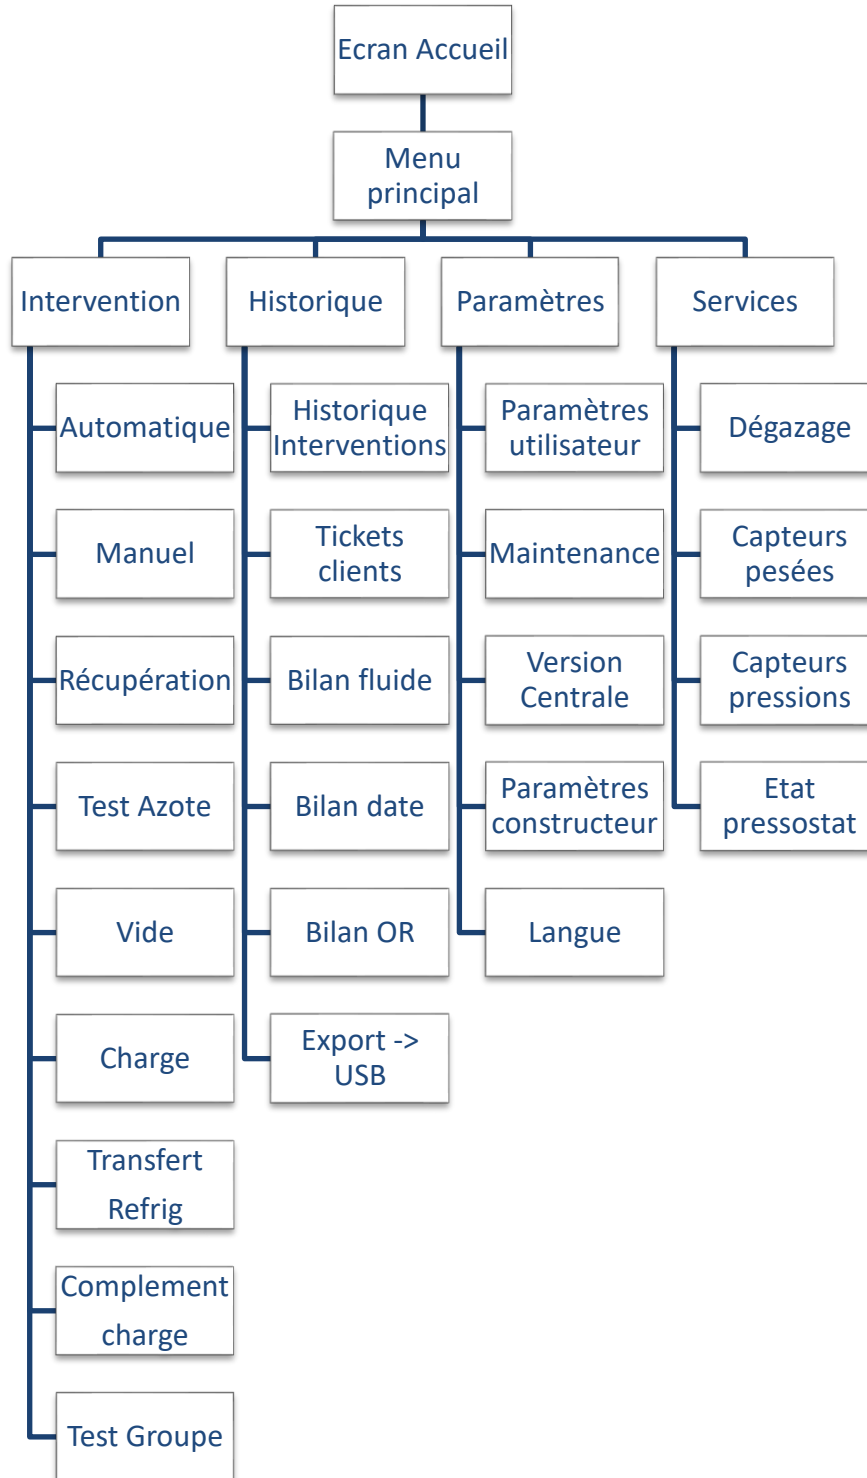 Ecran Accueil
Menu
principal
Intervention
Historique
Paramètres
Services
Automatique
Manuel
Récupération
Test Azote
Vide
Charge
Transfert
Refrig
Complement
charge
Test Groupe
Historique
Interventions
Tickets
clients
Bilan fluide
Bilan date
Bilan OR
Export ->
USB
Paramètres
utilisateur
Maintenance
Version
Centrale
Paramètres
constructeur
Langue
Dégazage
Capteurs
pesées
Capteurs
pressions
Etat
pressostat